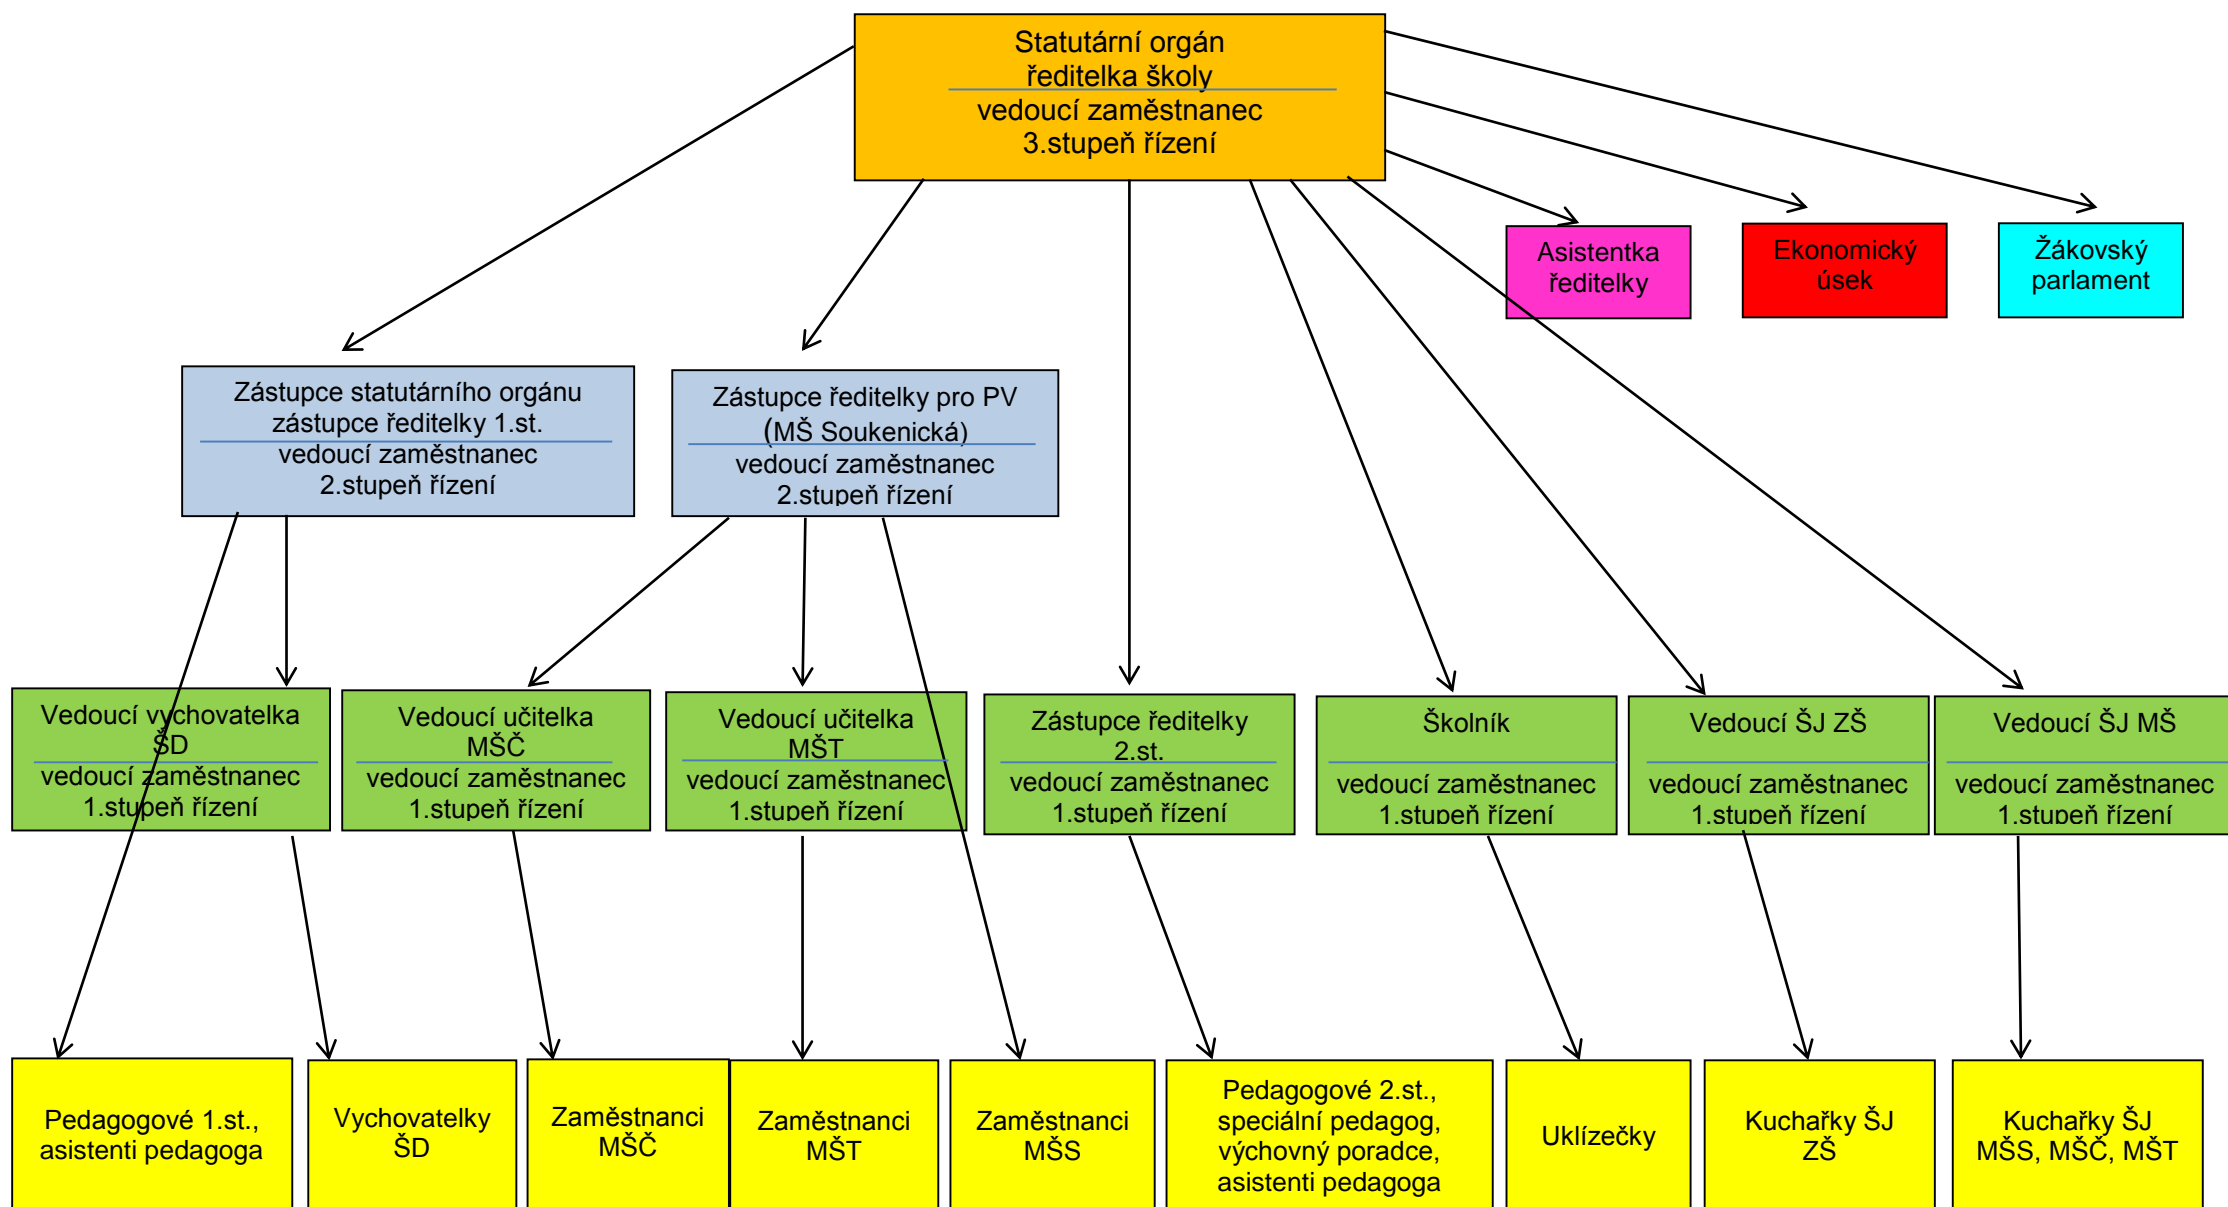 Statutární orgán
ředitelka školy
vedoucí zaměstnanec
3.stupeň řízení
Asistentka
ředitelky
Ekonomický
úsek
Žákovský
parlament
Zástupce statutárního orgánu
zástupce ředitelky 1.st.
vedoucí zaměstnanec
2.stupeň řízení
Zástupce ředitelky pro PV
(MŠ Soukenická)
vedoucí zaměstnanec
2.stupeň řízení
Vedoucí vychovatelka
ŠD
vedoucí zaměstnanec
1.stupeň řízení
Vedoucí učitelka
MŠČ
vedoucí zaměstnanec
1.stupeň řízení
Vedoucí učitelka
MŠT
vedoucí zaměstnanec
1.stupeň řízení
Zástupce ředitelky
2.st.
vedoucí zaměstnanec
1.stupeň řízení
Školník
vedoucí zaměstnanec
1.stupeň řízení
Vedoucí ŠJ ZŠ
vedoucí zaměstnanec
1.stupeň řízení
Vedoucí ŠJ MŠ
vedoucí zaměstnanec
1.stupeň řízení
Pedagogové 1.st.,
asistenti pedagoga
Vychovatelky
ŠD
Zaměstnanci
MŠČ
Zaměstnanci
MŠT
Zaměstnanci
MŠS
Pedagogové 2.st.,
speciální pedagog,
výchovný poradce,
asistenti pedagoga
Uklízečky
Kuchařky ŠJ
ZŠ
Kuchařky ŠJ
MŠS, MŠČ, MŠT